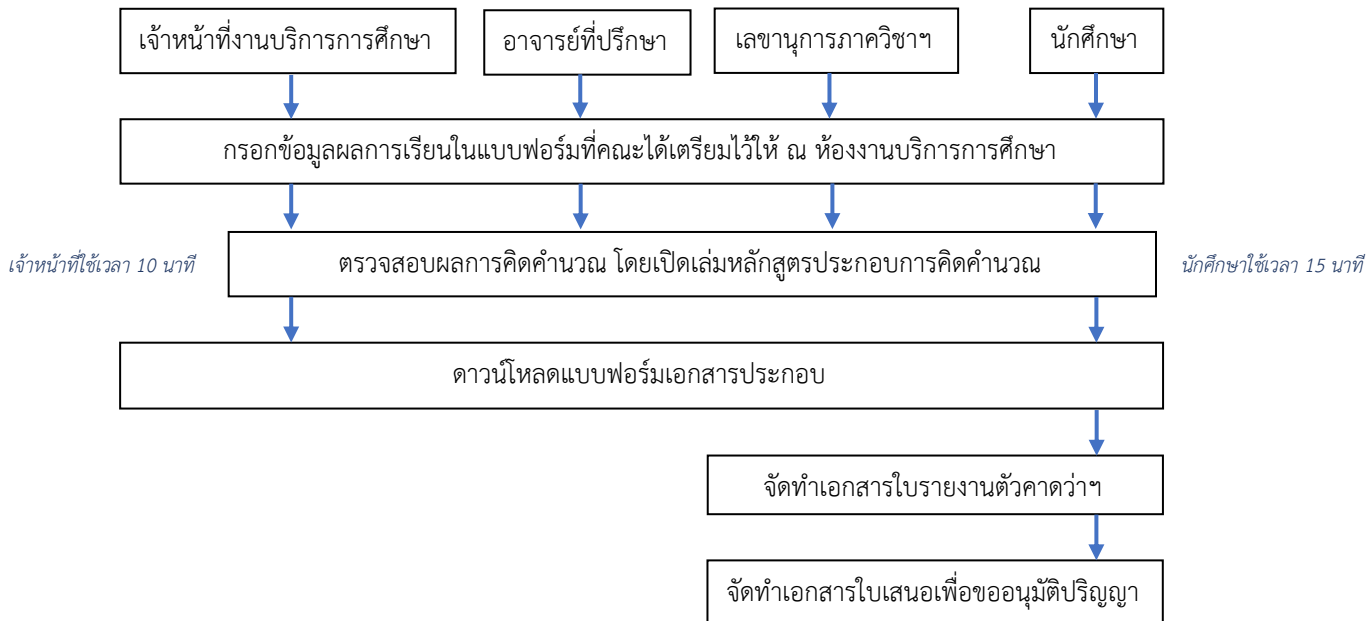 เจ้าหน้าที่งานบริการการศึกษา
อาจารย์ที่ปรึกษา
เลขานุการภาควิชาฯ
นักศึกษา
กรอกข้อมูลผลการเรียนในแบบฟอร์มที่คณะได้เตรียมไว้ให้ ณ ห้องงานบริการการศึกษา
เจ้าหน้าที่ใช้เวลา 10 นาที
ตรวจสอบผลการคิดคำนวณ โดยเปิดเล่มหลักสูตรประกอบการคิดคำนวณ
นักศึกษาใช้เวลา 15 นาที
ดาวน์โหลดแบบฟอร์มเอกสารประกอบ
จัดทำเอกสารใบรายงานตัวคาดว่าฯ
จัดทำเอกสารใบเสนอเพื่อขออนุมัติปริญญา